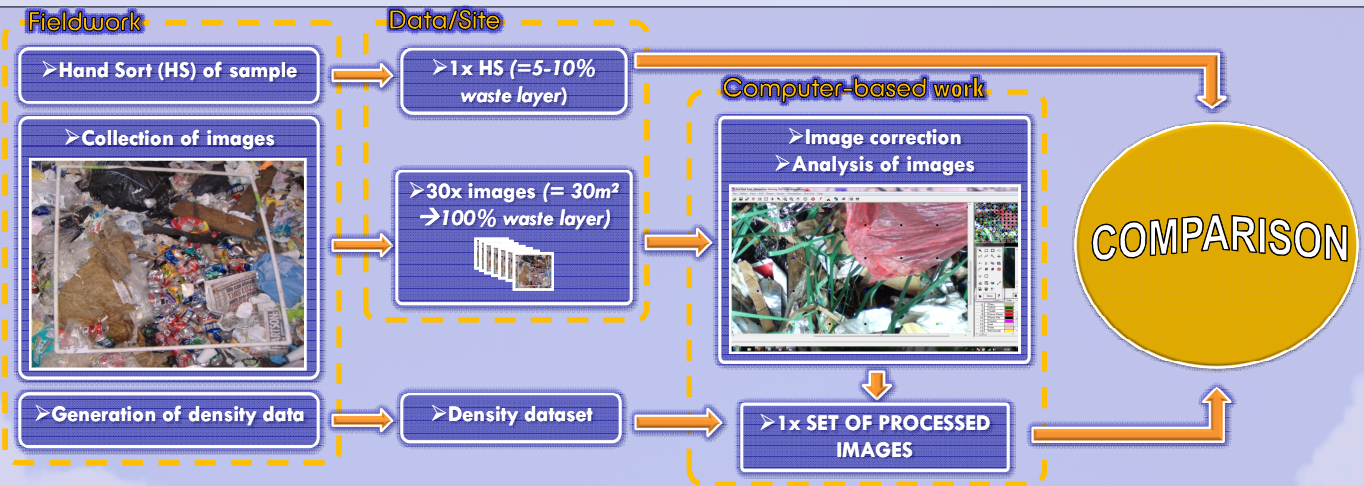 Fieldwork
➢Hand Sort (HS) of sample
➢Collection of images
➢Generation of density data
Data/Site
➢1x HS (=5-10%
waste layer)
➢30x images (= 30m²
→100% waste layer)
➢Density dataset
Computer-based work
➢Image correction
➢Analysis of images
➢1x SET OF PROCESSED
IMAGES
COMPARISON